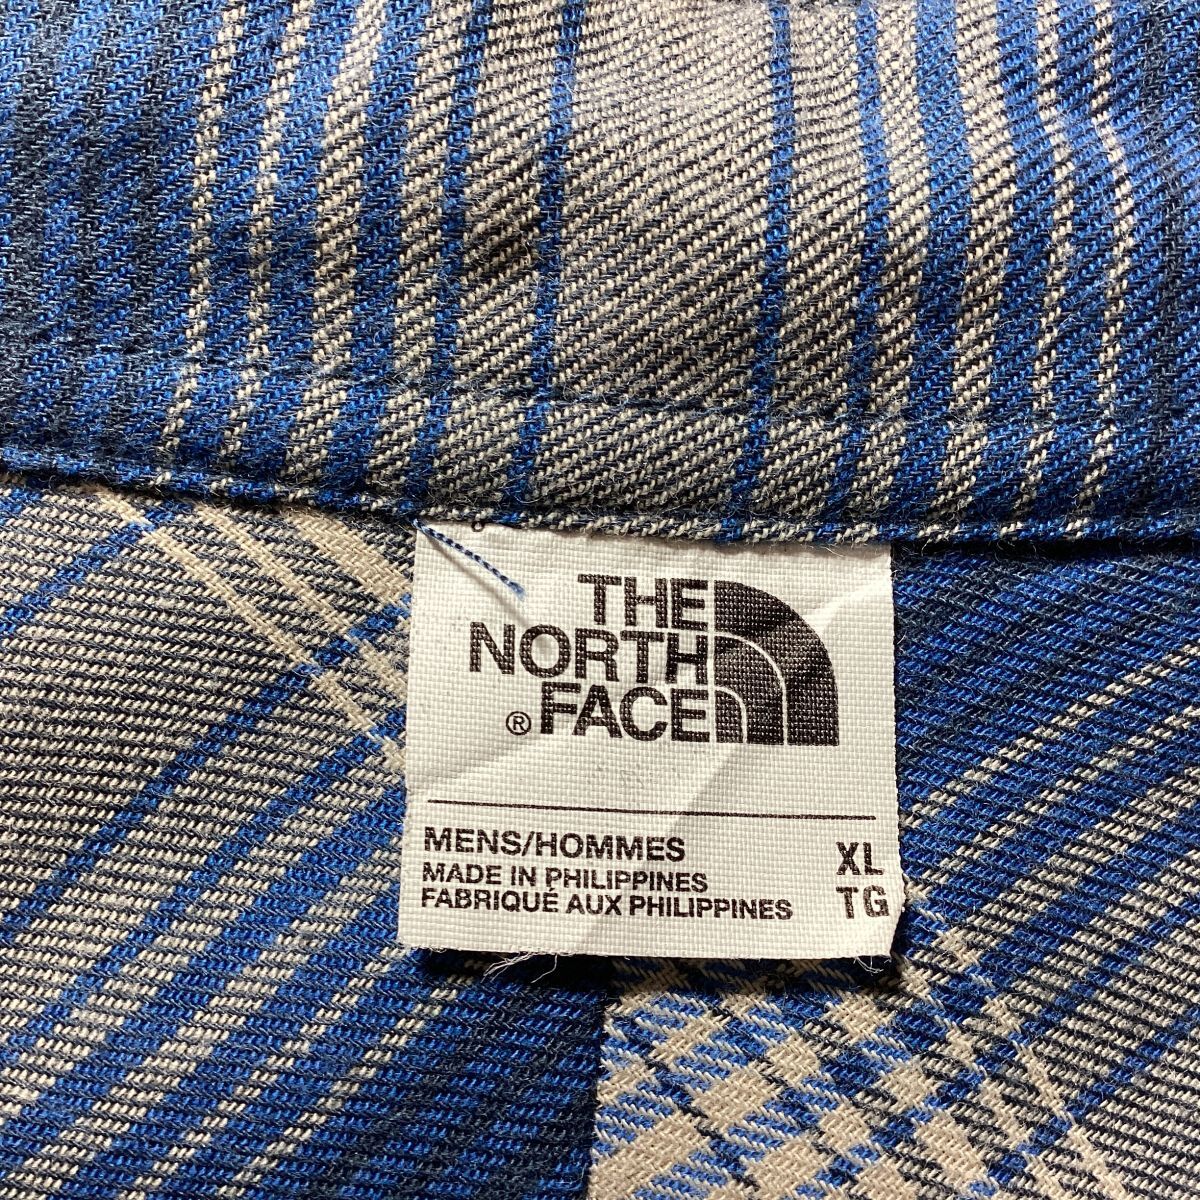 THE
NORTH
® FACE
MENS/HOMMES XL
MADE IN PHILIPPINES
FABRIQUÉ AUX PHILIPPINES TG